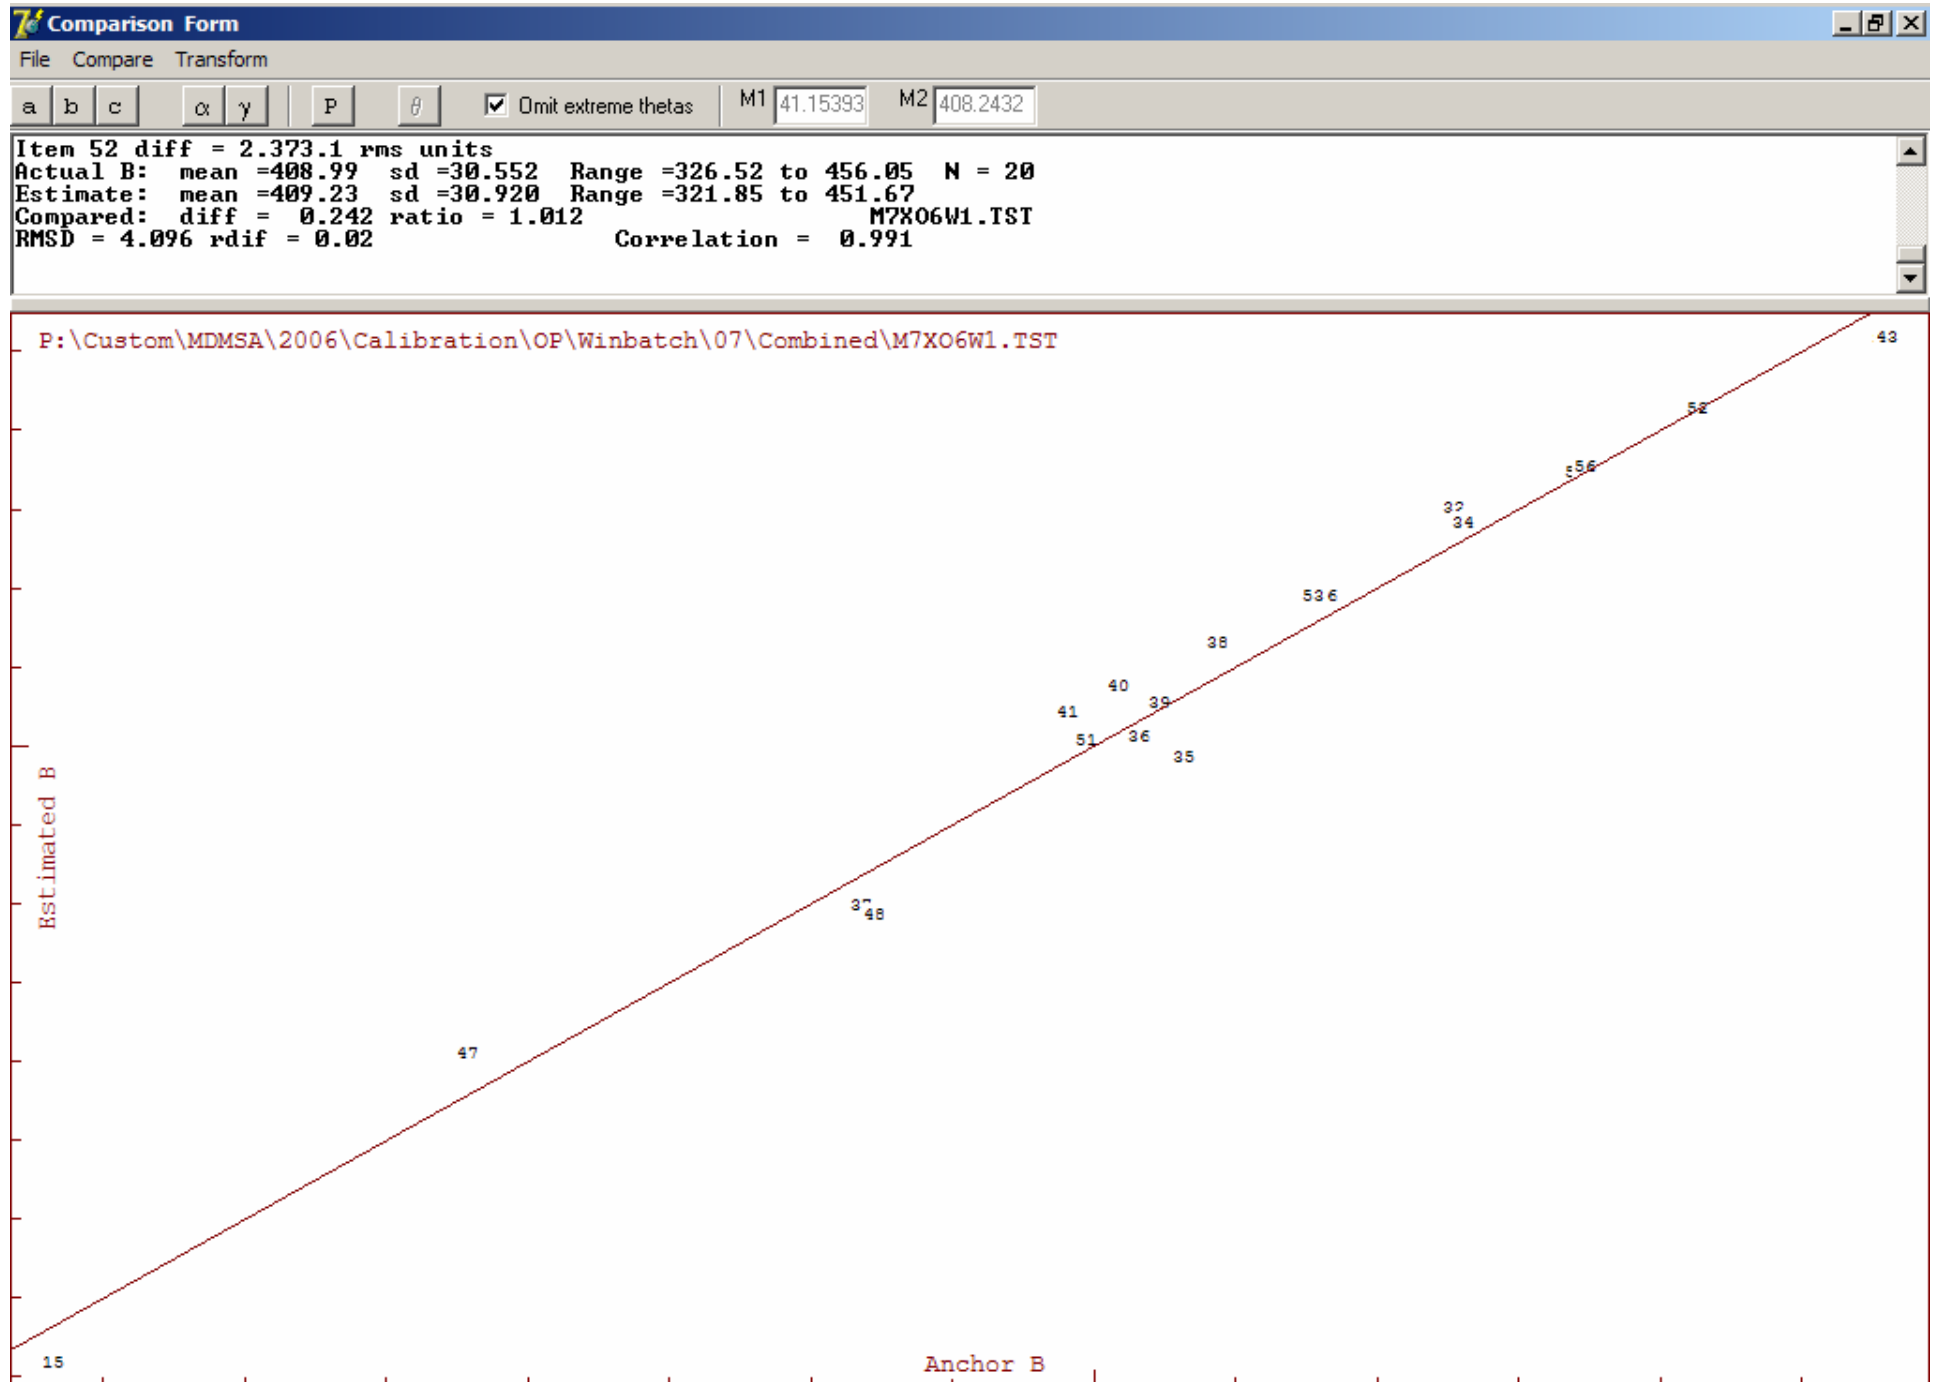 Comparison Form
File Compare Transform
a b c α γ P θ Omit extreme thetas M1 41.15393 M2 408.2432
Item 52 diff = 2.373.1 rms units
Actual B: mean =408.99 sd =30.552 Range =326.52 to 456.05 N = 20
Estimate: mean =409.23 sd =30.920 Range =321.85 to 451.67
Compared: diff = 0.242 ratio = 1.012 M7XO6W1.TST
RMSD = 4.096 rdif = 0.02 Correlation = 0.991
P:\Custom\MDMSA\2006\Calibration\OP\Winbatch\07\Combined\M7XO6W1.TST
43
52
56
34
38
40
39
41
51
36
35
Estimated B
48
47
15
Anchor B